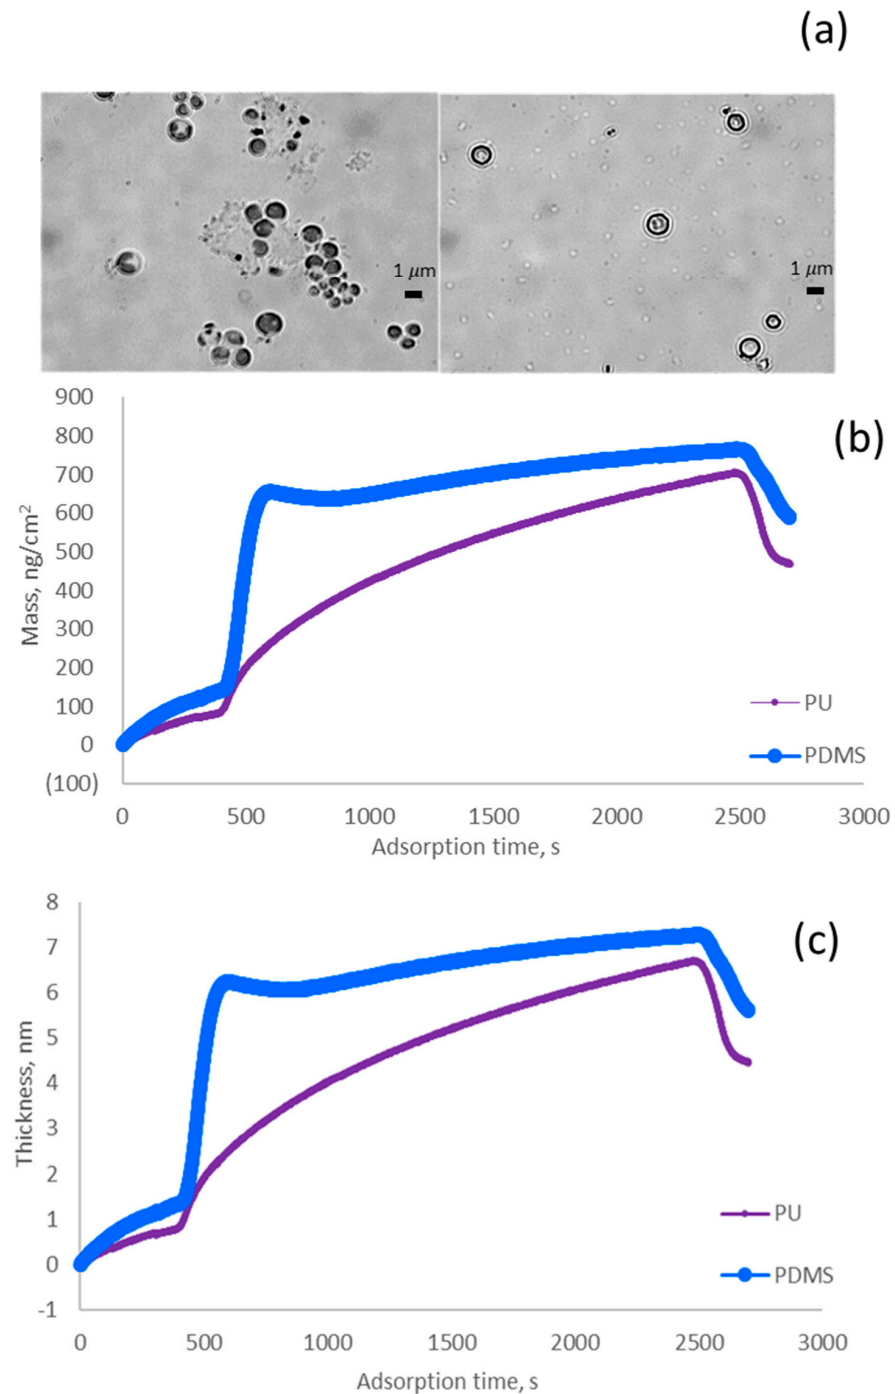 (a)
1 μm
1 μm
(b)
900
800
700
600
500
400
300
200
100
0
(100)
Mass, ng/cm²
PU
PDMS
0 500 1000 1500 2000 2500 3000
Adsorption time, s
(c)
8
7
6
5
4
3
2
1
0
-1
Thickness, nm
PU
PDMS
0 500 1000 1500 2000 2500 3000
Adsorption time, s